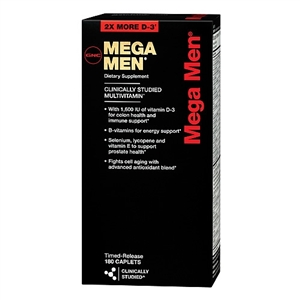 2X MORE D-3*
GNC
MEGA
MEN®
Dietary Supplement
CLINICALLY STUDIED
MULTIVITAMIN*
• With 1,600 IU of vitamin D-3
for colon health and
immune support*
• B-vitamins for energy support*
• Selenium, lycopene and
vitamin E to support
prostate health*
• Fights cell aging with
advanced antioxidant blend*
Timed-Release
180 CAPLETS
CLINICALLY
STUDIED
Mega Men®